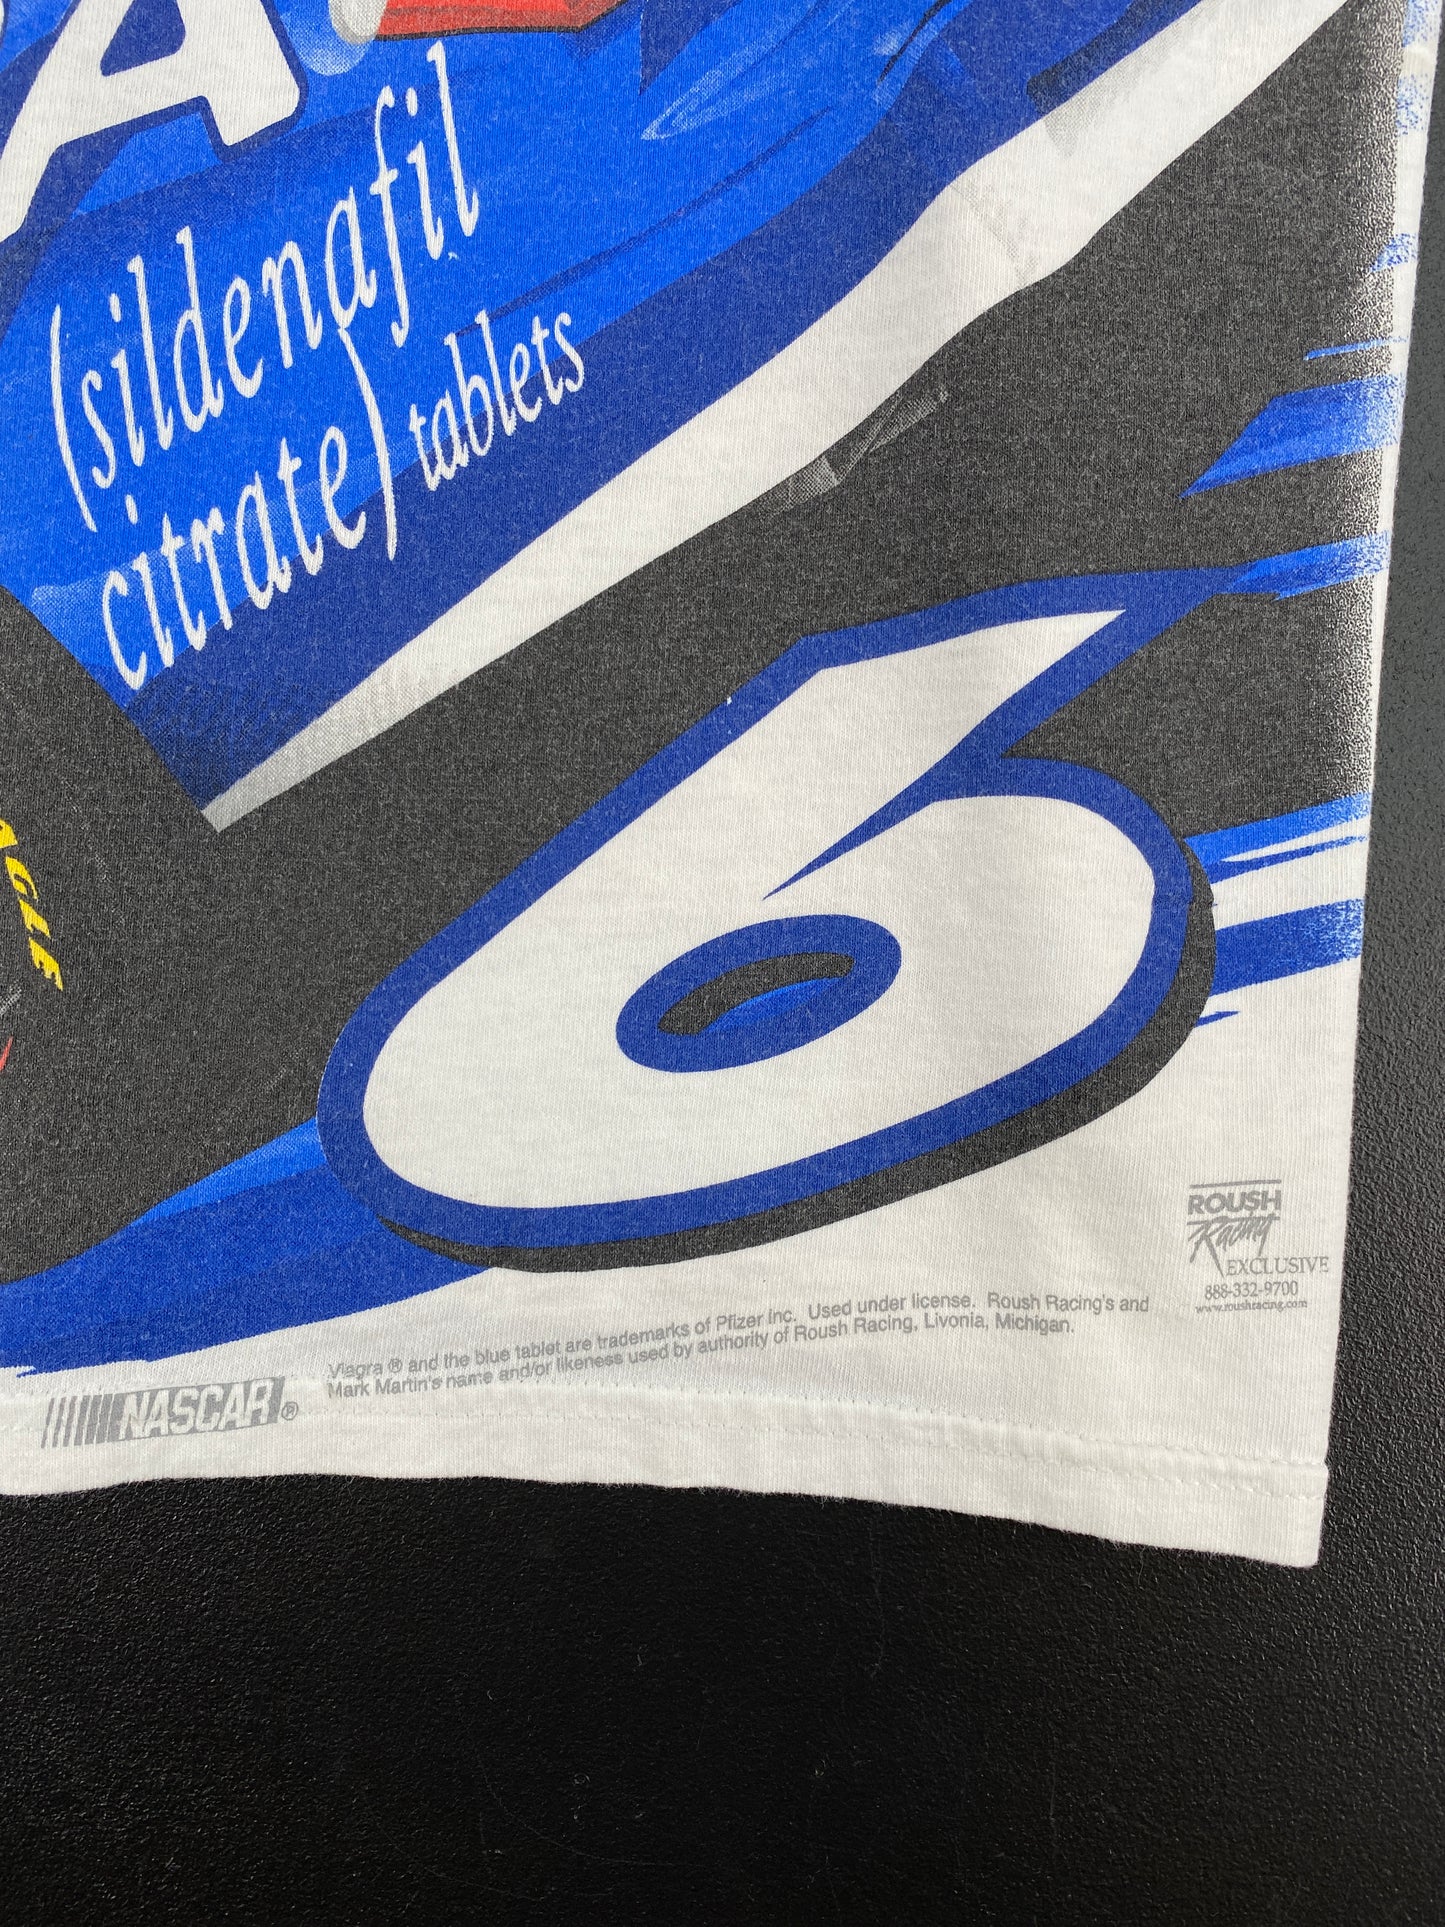 A
(sildenafil
citrate) tablets
AGLE
6
ROUSH
Racing
EXCLUSIVE
888-332-9700
www.roushracing.com
Viagra ® and the blue tablet are trademarks of Pfizer Inc. Used under license. Roush Racing's and
Mark Martin's name and/or likeness used by authority of Roush Racing, Livonia, Michigan.
NASCAR®